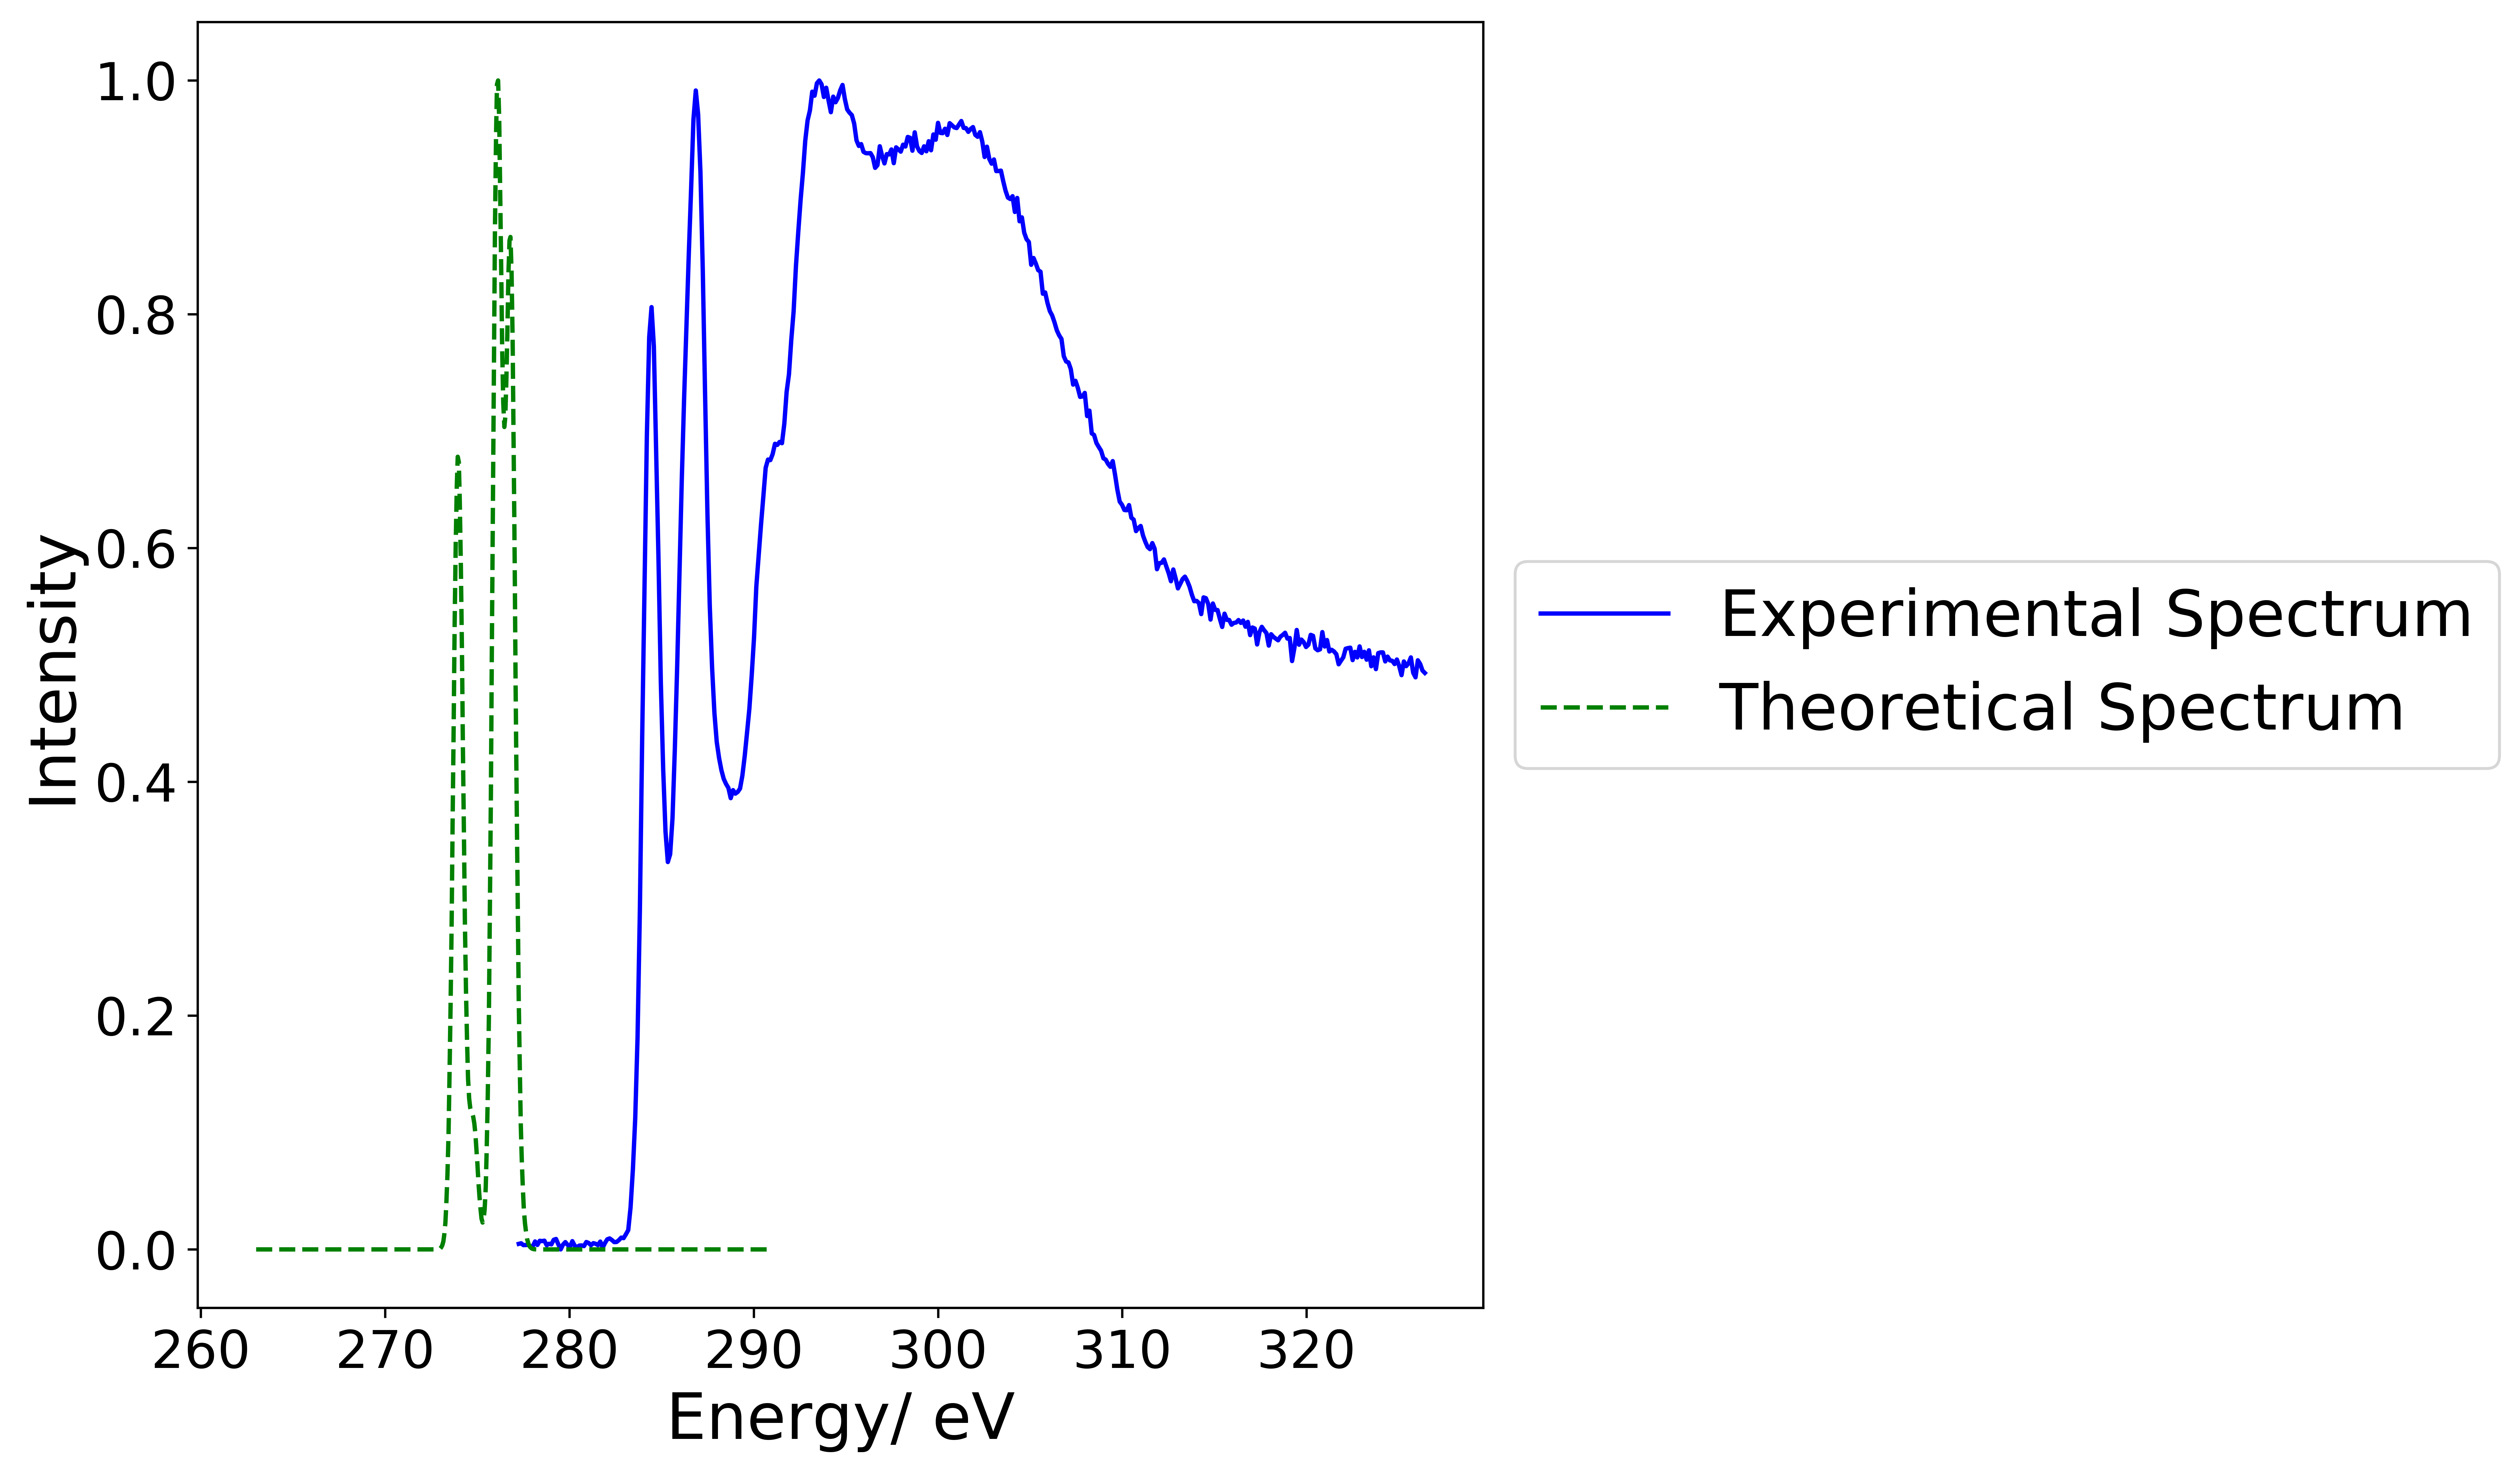 1.0
0.8
0.6
0.4
0.2
0.0
Intensity
260 270 280 290 300 310 320
Energy/ eV
Experimental Spectrum
Theoretical Spectrum